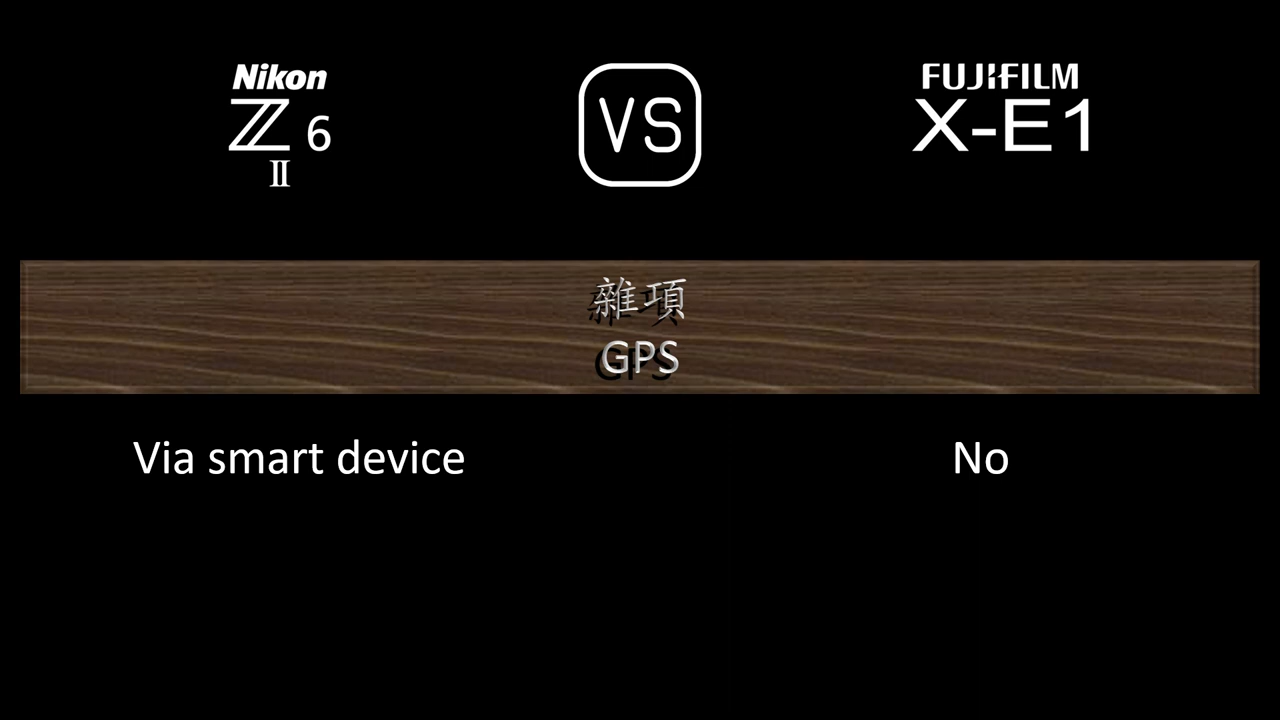 Nikon
Z 6
II
VS
FUJIFILM
X-E1
雜項
GPS
Via smart device
No